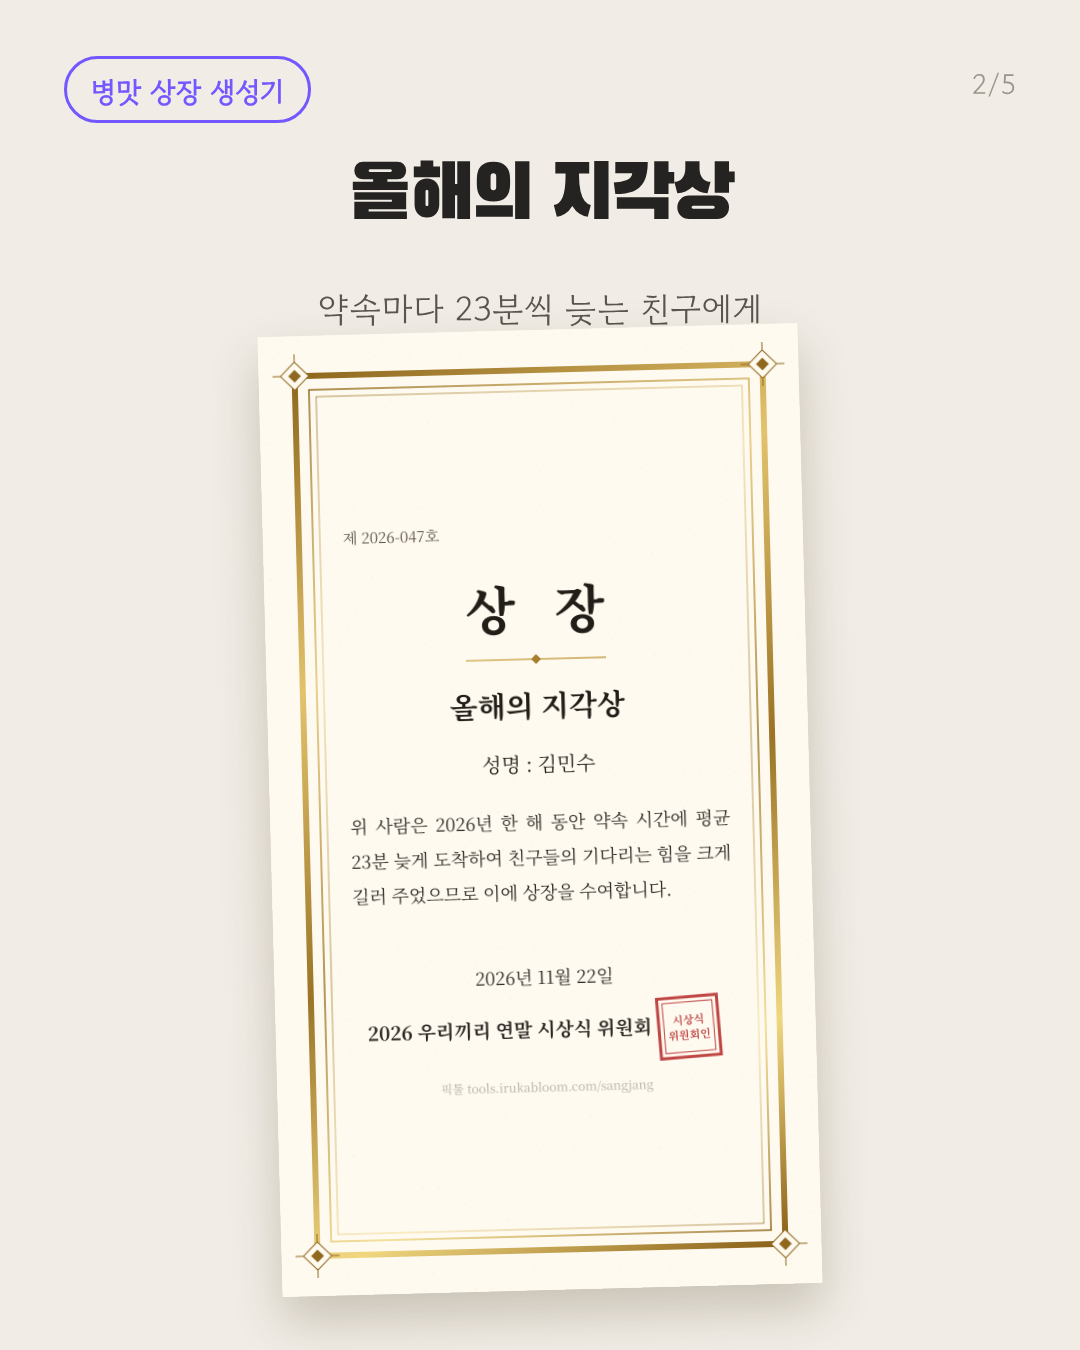 병맛 상장 생성기
2/5
올해의 지각상
약속마다 23분씩 늦는 친구에게
제 2026-047호
상 장
올해의 지각상
성명 : 김민수
위 사람은 2026년 한 해 동안 약속 시간에 평균
23분 늦게 도착하여 친구들의 기다리는 힘을 크게
길러 주었으므로 이에 상장을 수여합니다.
2026년 11월 22일
2026 우리끼리 연말 시상식 위원회
시상식
위원회인
픽툴 tools.irukabloom.com/sangjang